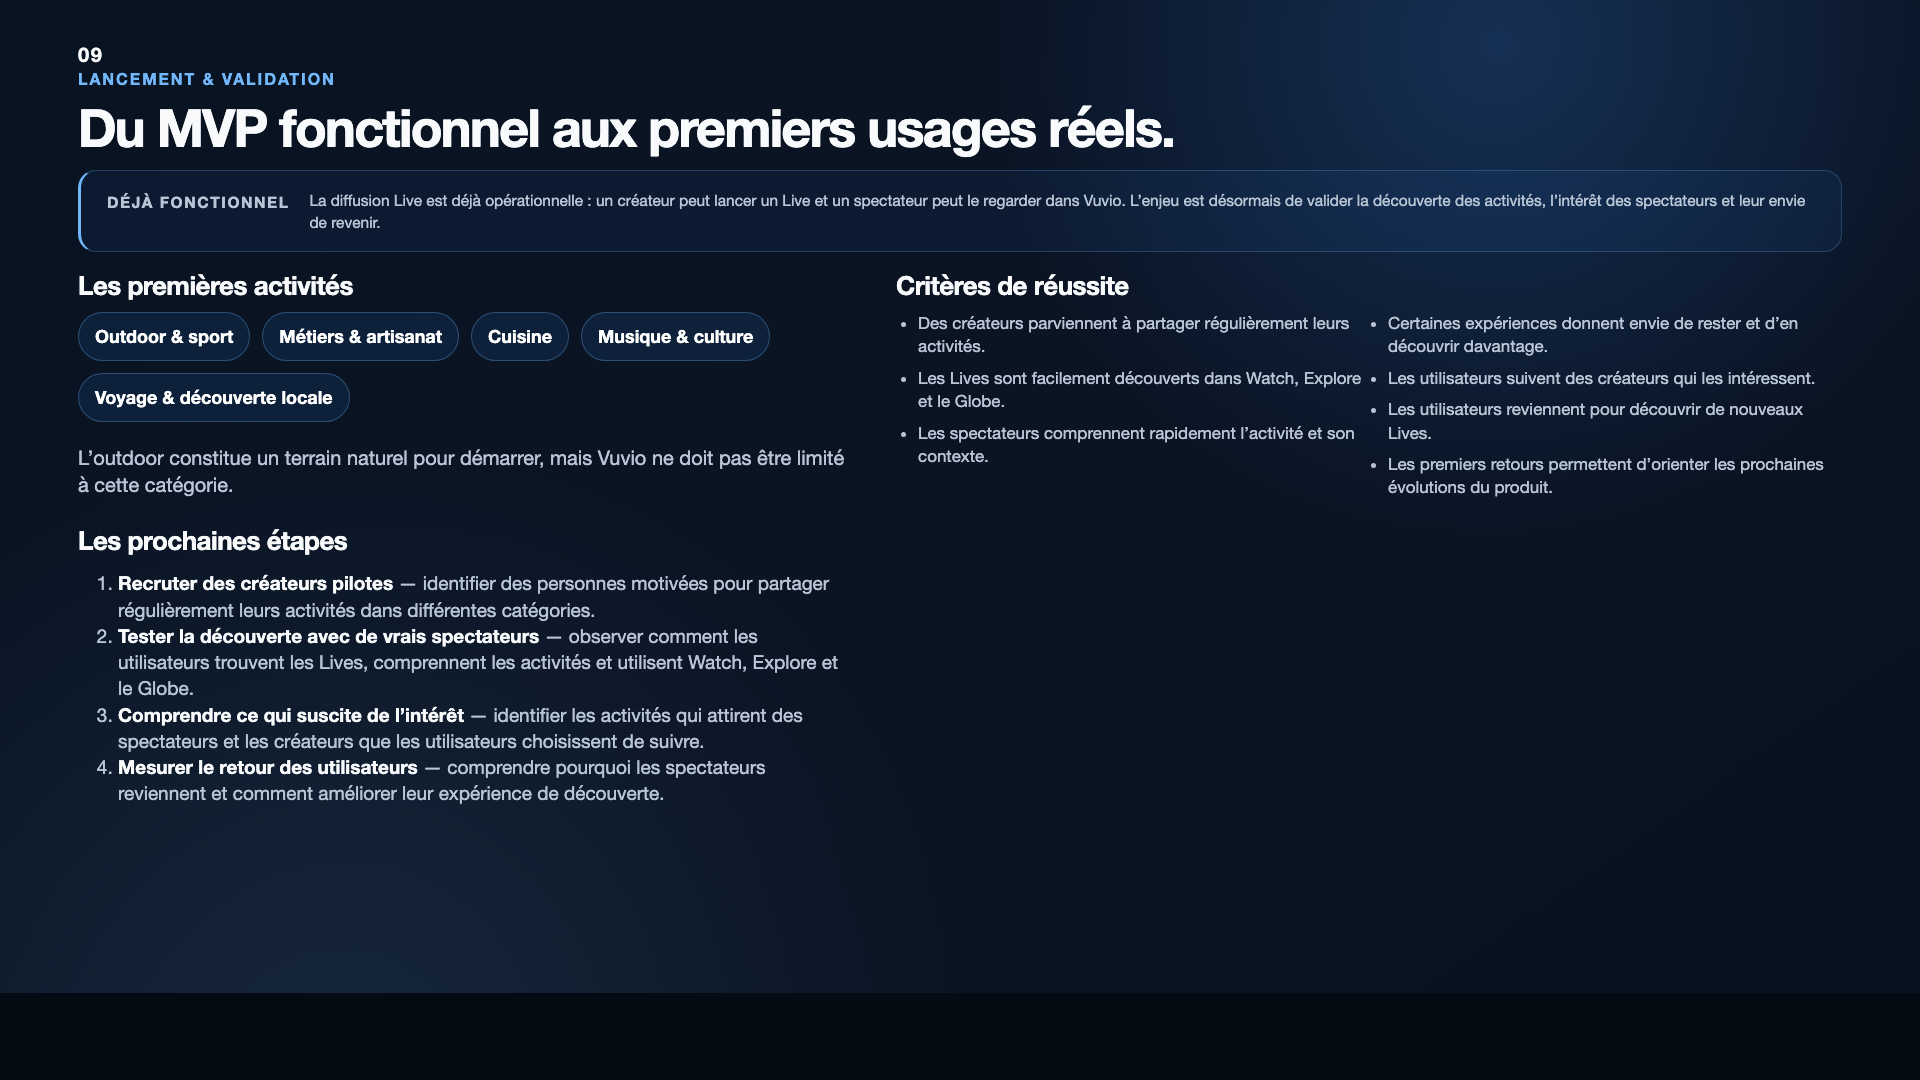 09
LANCEMENT & VALIDATION
Du MVP fonctionnel aux premiers usages réels.
DÉJÀ FONCTIONNEL
La diffusion Live est déjà opérationnelle : un créateur peut lancer un Live et un spectateur peut le regarder dans Vuvio. L’enjeu est désormais de valider la découverte des activités, l’intérêt des spectateurs et leur envie
de revenir.
Les premières activités
Outdoor & sport
Métiers & artisanat
Cuisine
Musique & culture
Voyage & découverte locale
L’outdoor constitue un terrain naturel pour démarrer, mais Vuvio ne doit pas être limité
à cette catégorie.
Les prochaines étapes
1. Recruter des créateurs pilotes — identifier des personnes motivées pour partager
régulièrement leurs activités dans différentes catégories.
2. Tester la découverte avec de vrais spectateurs — observer comment les
utilisateurs trouvent les Lives, comprennent les activités et utilisent Watch, Explore et
le Globe.
3. Comprendre ce qui suscite de l’intérêt — identifier les activités qui attirent des
spectateurs et les créateurs que les utilisateurs choisissent de suivre.
4. Mesurer le retour des utilisateurs — comprendre pourquoi les spectateurs
reviennent et comment améliorer leur expérience de découverte.
Critères de réussite
• Des créateurs parviennent à partager régulièrement leurs
activités.
• Les Lives sont facilement découverts dans Watch, Explore
et le Globe.
• Les spectateurs comprennent rapidement l’activité et son
contexte.
• Certaines expériences donnent envie de rester et d’en
découvrir davantage.
• Les utilisateurs suivent des créateurs qui les intéressent.
• Les utilisateurs reviennent pour découvrir de nouveaux
Lives.
• Les premiers retours permettent d’orienter les prochaines
évolutions du produit.